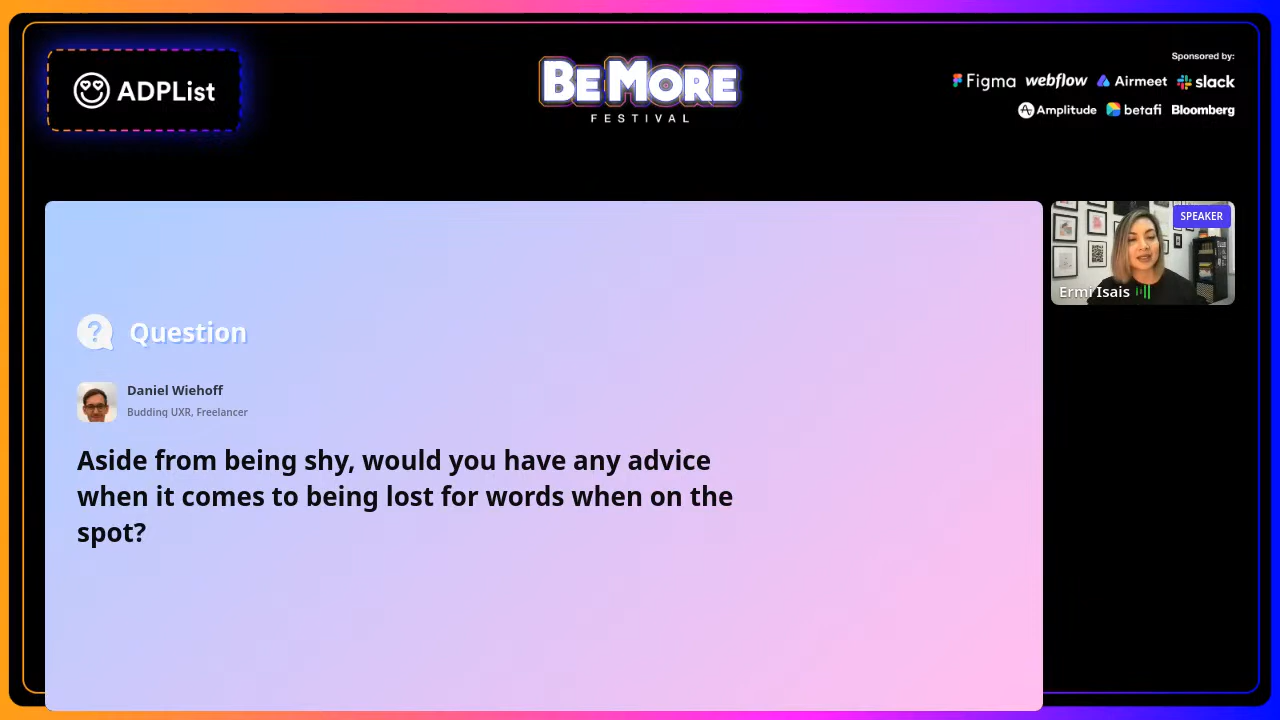 ADPList
BE MORE
FESTIVAL
Sponsored by:
Figma webflow Airmeet slack
Amplitude betafi Bloomberg
SPEAKER
Ermi Isais
Question
Daniel Wiehoff
Budding UXR, Freelancer
Aside from being shy, would you have any advice
when it comes to being lost for words when on the
spot?